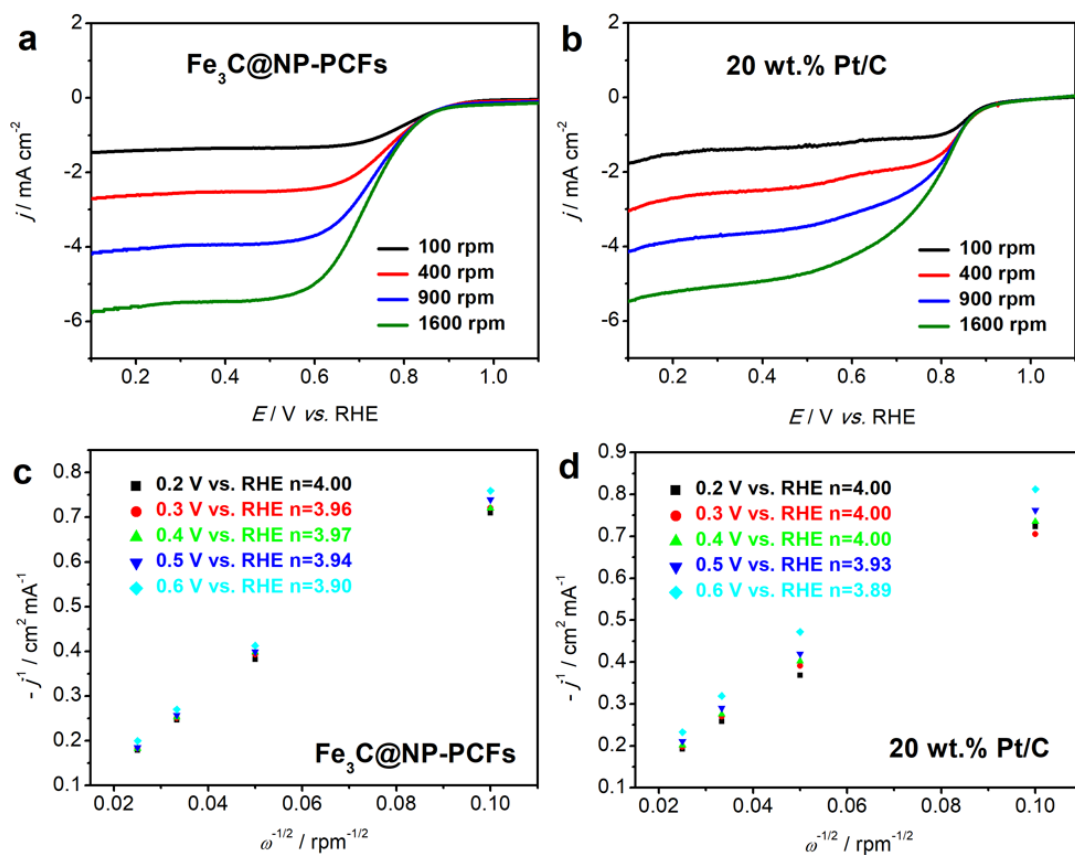 a
Fe₃C@NP-PCFs
2
0
-2
-4
-6
j / mA cm⁻²
100 rpm
400 rpm
900 rpm
1600 rpm
0.2 0.4 0.6 0.8 1.0
E / V vs. RHE
b
20 wt.% Pt/C
2
0
-2
-4
-6
j / mA cm⁻²
100 rpm
400 rpm
900 rpm
1600 rpm
0.2 0.4 0.6 0.8 1.0
E / V vs. RHE
c
0.8
0.7
0.6
0.5
0.4
0.3
0.2
0.1
- j⁻¹ / cm² mA⁻¹
0.2 V vs. RHE n=4.00
0.3 V vs. RHE n=3.96
0.4 V vs. RHE n=3.97
0.5 V vs. RHE n=3.94
0.6 V vs. RHE n=3.90
Fe₃C@NP-PCFs
0.02 0.04 0.06 0.08 0.10
ω⁻¹/² / rpm⁻¹/²
d
0.9
0.8
0.7
0.6
0.5
0.4
0.3
0.2
0.1
- j⁻¹ / cm² mA⁻¹
0.2 V vs. RHE n=4.00
0.3 V vs. RHE n=4.00
0.4 V vs. RHE n=4.00
0.5 V vs. RHE n=3.93
0.6 V vs. RHE n=3.89
20 wt.% Pt/C
0.02 0.04 0.06 0.08 0.10
ω⁻¹/² / rpm⁻¹/²